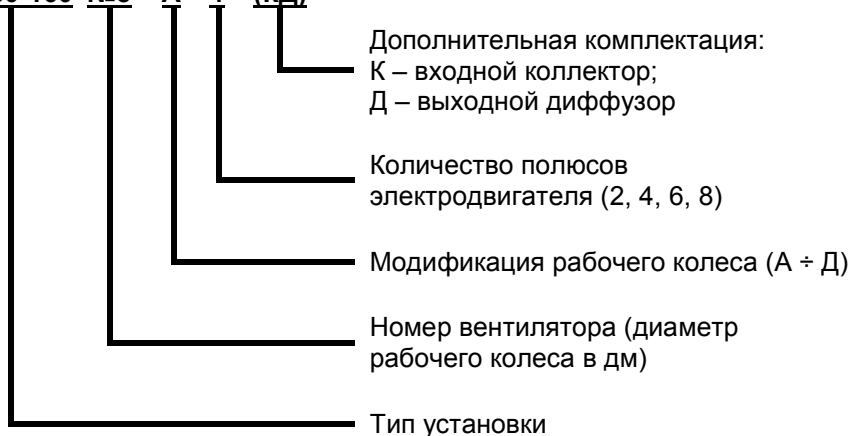 Дополнительная комплектация:
К – входной коллектор;
Д – выходной диффузор
Количество полюсов
электродвигателя (2, 4, 6, 8)
Модификация рабочего колеса (А ÷ Д)
Номер вентилятора (диаметр
рабочего колеса в дм)
Тип установки